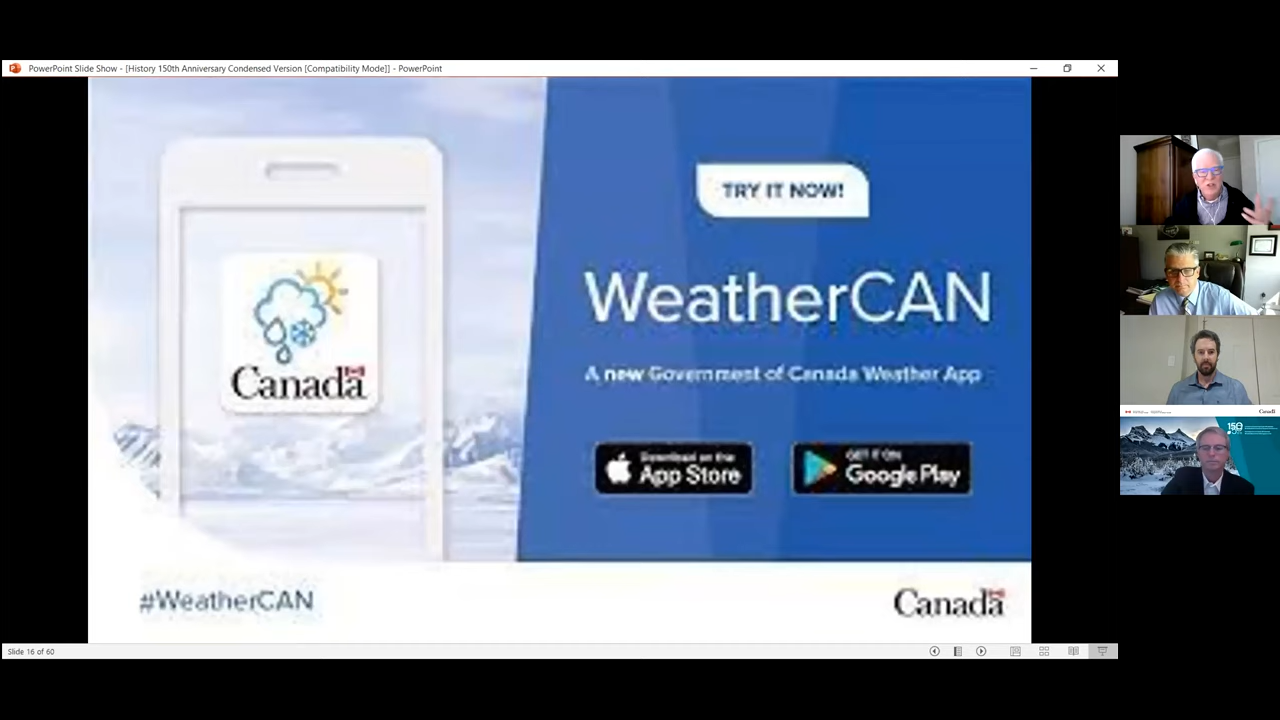 PowerPoint Slide Show - [History 150th Anniversary Condensed Version [Compatibility Mode]] - PowerPoint
TRY IT NOW!
WeatherCAN
A new Government of Canada Weather App
Canada
Download on the
App Store
GET IT ON
Google Play
#WeatherCAN
Canada
Slide 16 of 60
Canada
150